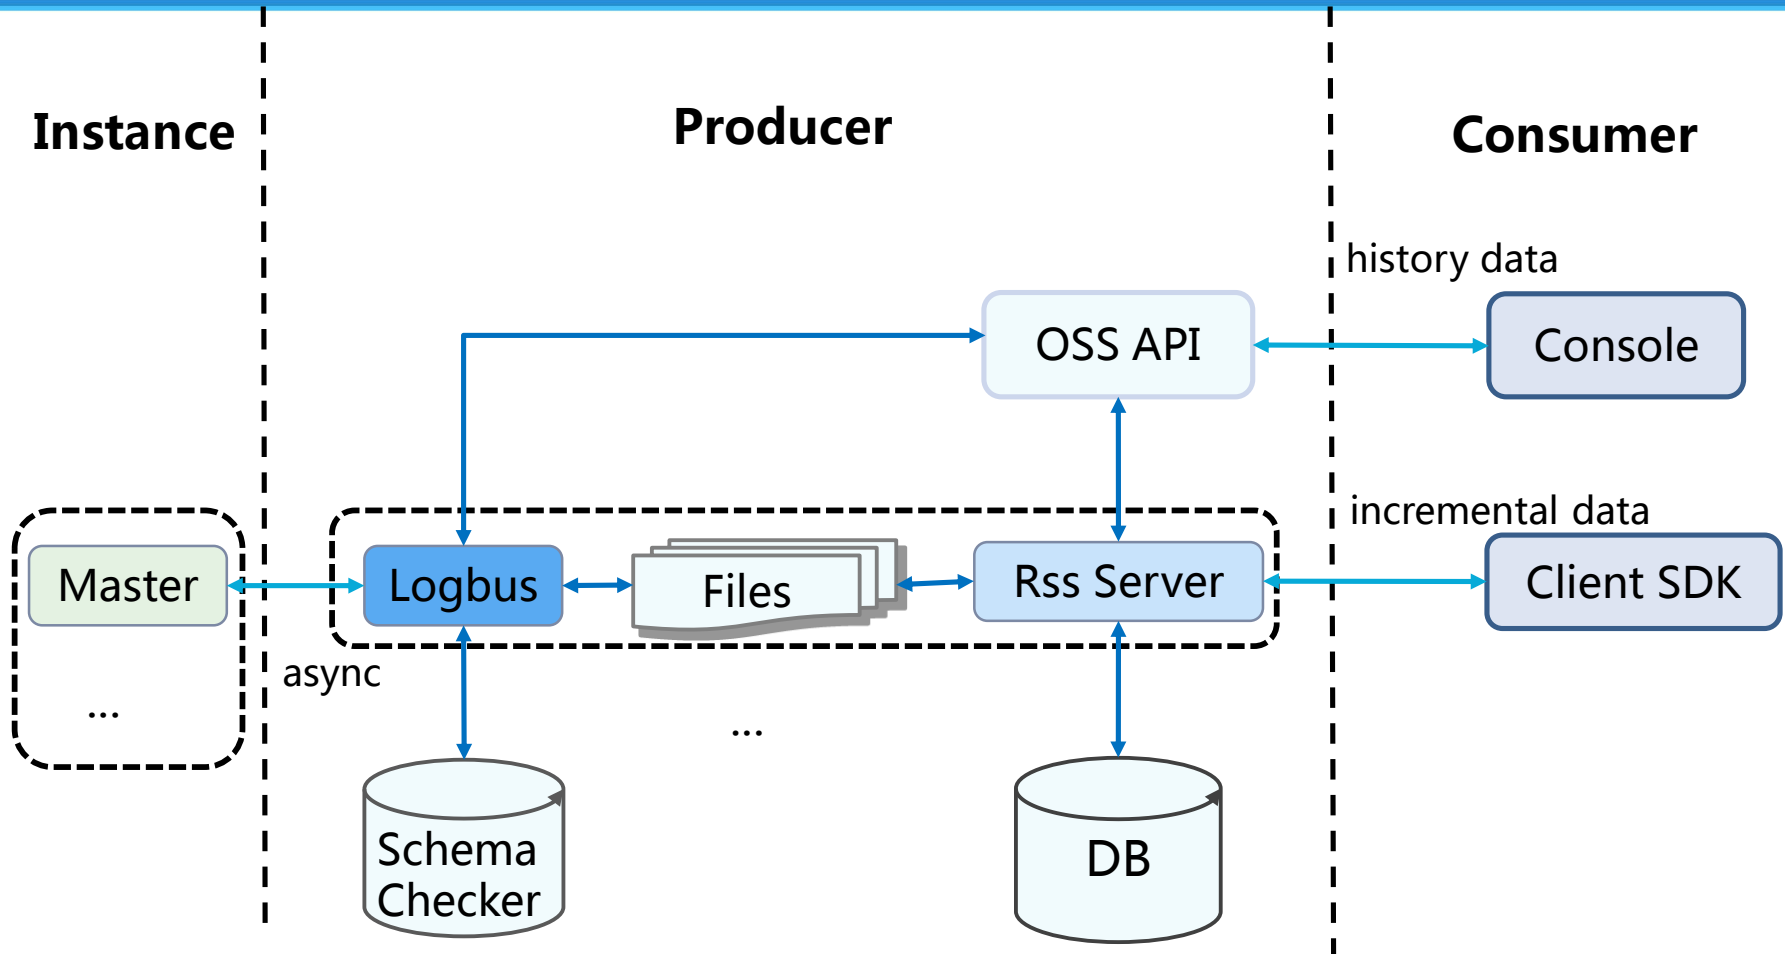 Instance
Producer
Consumer
history data
OSS API
Console
incremental data
Master
Logbus
Files
Rss Server
Client SDK
async
...
...
Schema
Checker
DB